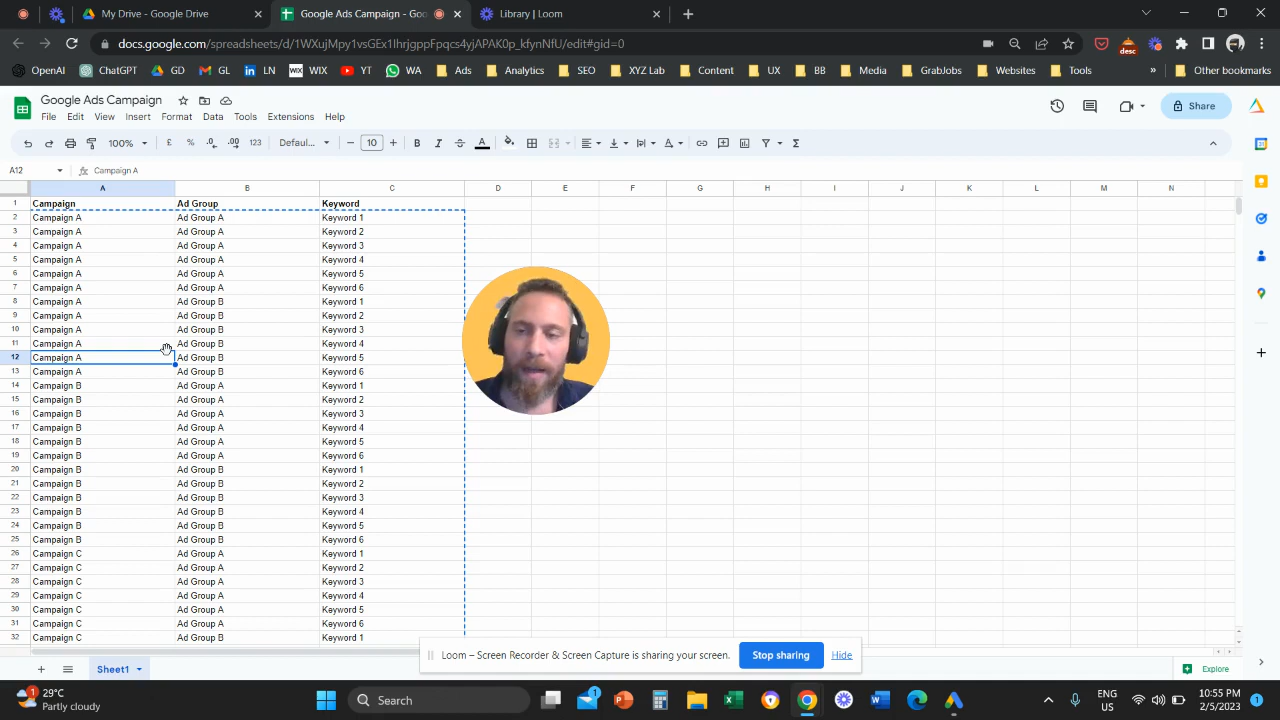 My Drive - Google Drive
Google Ads Campaign - Goo
Library | Loom
docs.google.com/spreadsheets/d/1WXujMpy1vsGEx1IhrjgppFpqcs4yjAPAK0p_kfynNfU/edit#gid=0
desc
OpenAI ChatGPT GD GL LN WIX WIX YT WA Ads Analytics SEO XYZ Lab Content UX BB Media GrabJobs Websites Tools » Other bookmarks
Google Ads Campaign
Share
File Edit View Insert Format Data Tools Extensions Help
100% £ % .0 .00 123 Defaul... 10 B I S A Σ
A12 fx Campaign A
A B C D E F G H I J K L M N
1 Campaign Ad Group Keyword
2 Campaign A Ad Group A Keyword 1
3 Campaign A Ad Group A Keyword 2
4 Campaign A Ad Group A Keyword 3
5 Campaign A Ad Group A Keyword 4
6 Campaign A Ad Group A Keyword 5
7 Campaign A Ad Group A Keyword 6
8 Campaign A Ad Group B Keyword 1
9 Campaign A Ad Group B Keyword 2
10 Campaign A Ad Group B Keyword 3
11 Campaign A Ad Group B Keyword 4
12 Campaign A Ad Group B Keyword 5
13 Campaign A Ad Group B Keyword 6
14 Campaign B Ad Group A Keyword 1
15 Campaign B Ad Group A Keyword 2
16 Campaign B Ad Group A Keyword 3
17 Campaign B Ad Group A Keyword 4
18 Campaign B Ad Group A Keyword 5
19 Campaign B Ad Group A Keyword 6
20 Campaign B Ad Group B Keyword 1
21 Campaign B Ad Group B Keyword 2
22 Campaign B Ad Group B Keyword 3
23 Campaign B Ad Group B Keyword 4
24 Campaign B Ad Group B Keyword 5
25 Campaign B Ad Group B Keyword 6
26 Campaign C Ad Group A Keyword 1
27 Campaign C Ad Group A Keyword 2
28 Campaign C Ad Group A Keyword 3
29 Campaign C Ad Group A Keyword 4
30 Campaign C Ad Group A Keyword 5
31 Campaign C Ad Group A Keyword 6
32 Campaign C Ad Group B Keyword 1
Loom – Screen Recorder & Screen Capture is sharing your screen. Stop sharing Hide
Sheet1
Explore
1 29°C
Partly cloudy
Search
1
ENG
US
10:55 PM
2/5/2023
1